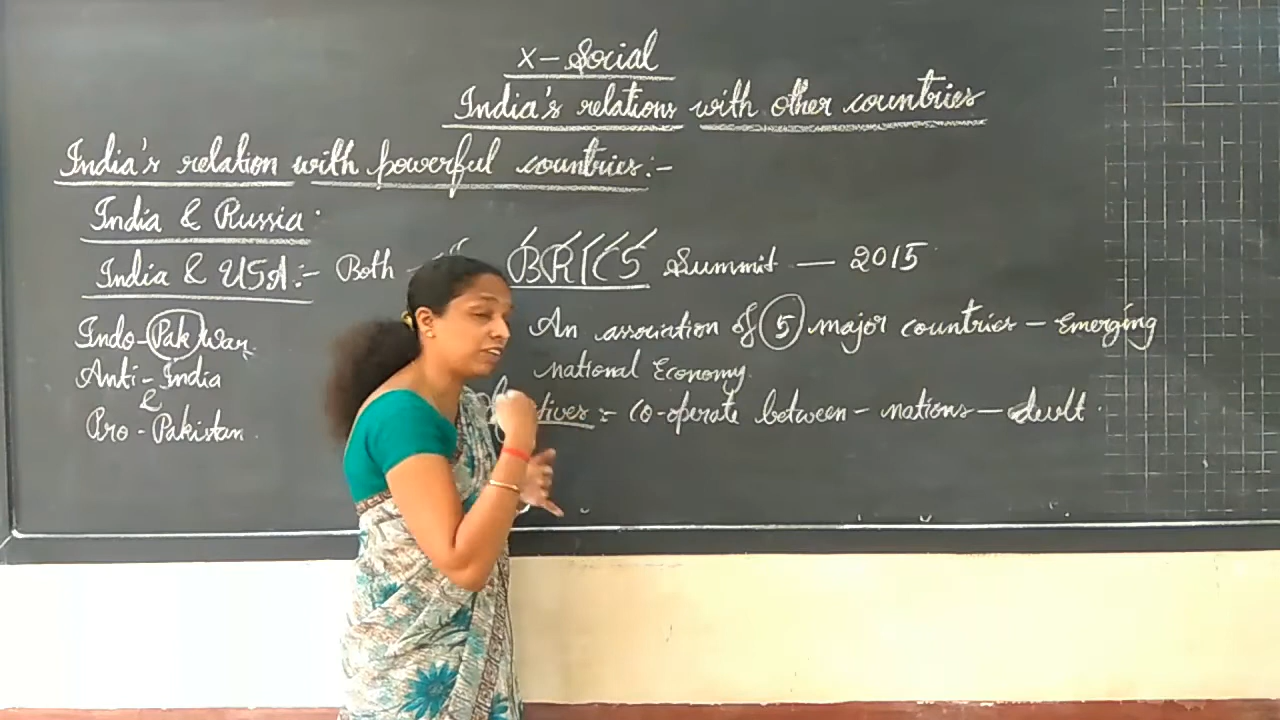 X - Social
India's relations with other countries
India's relation with powerful countries:-
India & Russia.
India & USA:- Both - BRICS Summit — 2015
An association of 5 major countries - Emerging
national Economy.
tives = Co-operate between - nations - devlt.
Indo-Pak War
Anti-India
&
Pro-Pakistan.